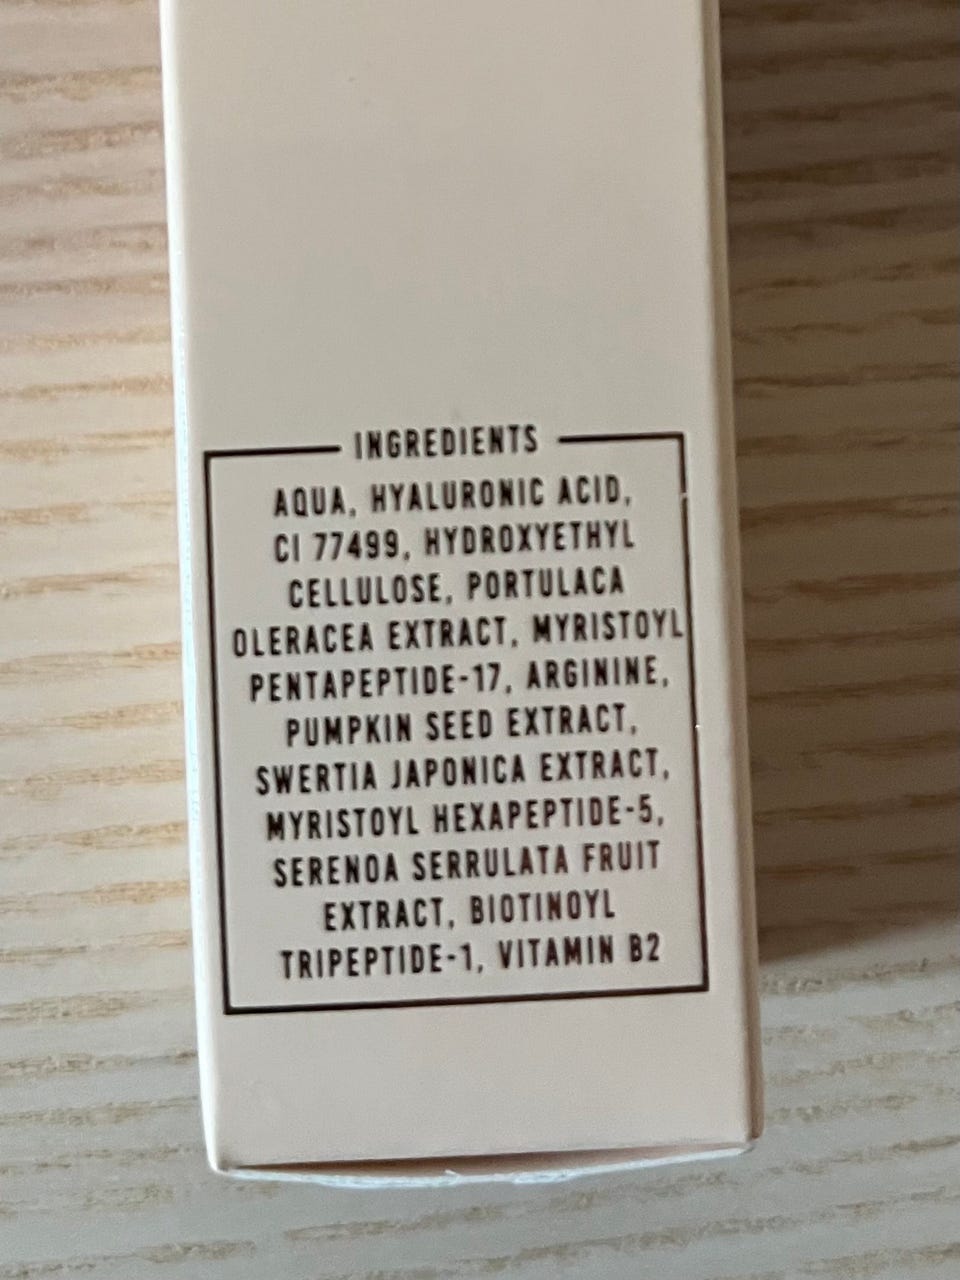 INGREDIENTS
AQUA, HYALURONIC ACID,
CI 77499, HYDROXYETHYL
CELLULOSE, PORTULACA
OLERACEA EXTRACT, MYRISTOYL
PENTAPEPTIDE-17, ARGININE,
PUMPKIN SEED EXTRACT,
SWERTIA JAPONICA EXTRACT,
MYRISTOYL HEXAPEPTIDE-5,
SERENOA SERRULATA FRUIT
EXTRACT, BIOTINOYL
TRIPEPTIDE-1, VITAMIN B2